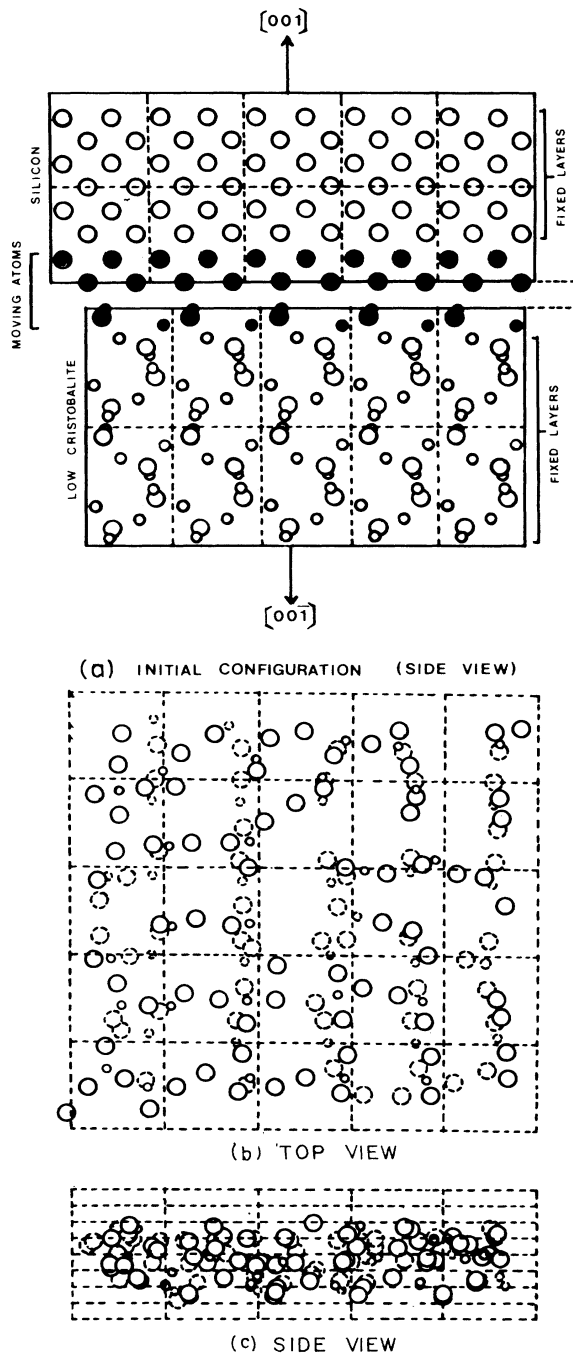 [001]
SILICON
FIXED LAYERS
MOVING ATOMS
LOW CRISTOBALITE
FIXED LAYERS
[001̅]
(a) INITIAL CONFIGURATION (SIDE VIEW)
(b) TOP VIEW
(c) SIDE VIEW